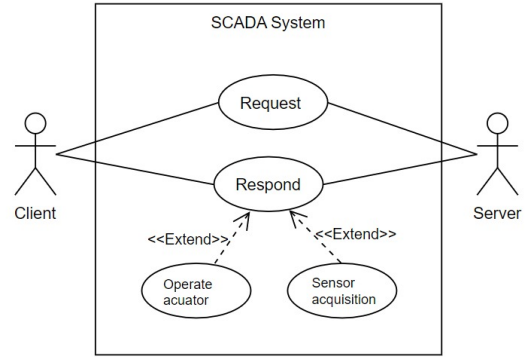 SCADA System
Request
Respond
Client
Server
<<Extend>>
<<Extend>>
Operate
acuator
Sensor
acquisition